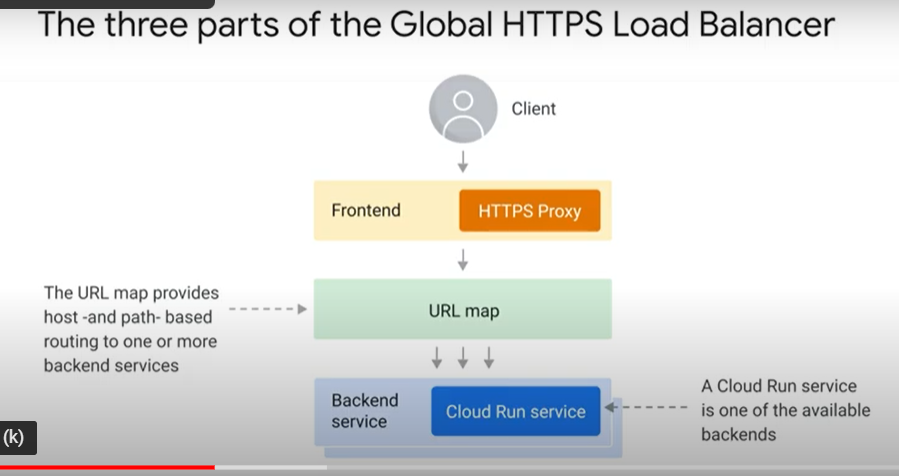 The three parts of the Global HTTPS Load Balancer
Client
Frontend
HTTPS Proxy
The URL map provides
host -and path- based
routing to one or more
backend services
URL map
Backend
service
Cloud Run service
A Cloud Run service
is one of the available
backends
(k)